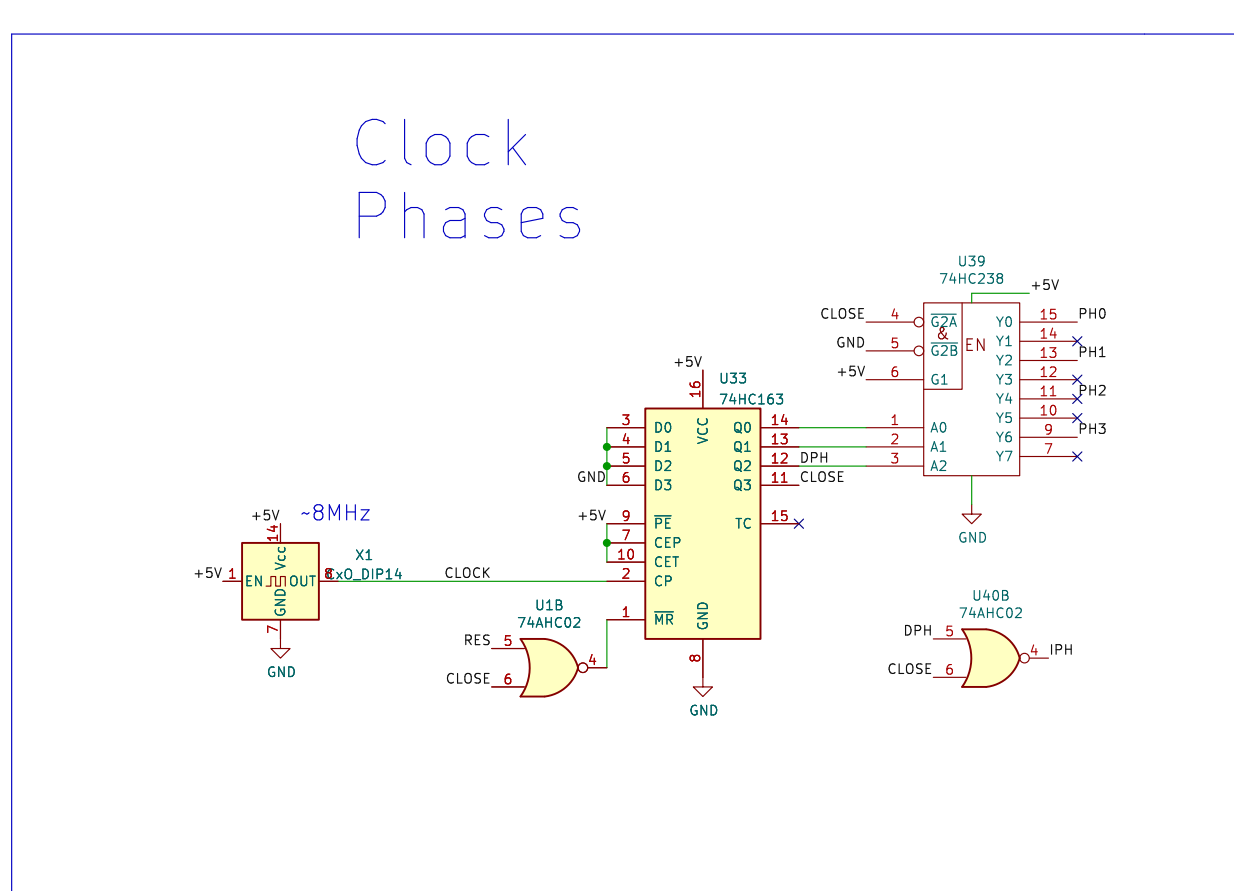 Clock
Phases
U39
74HC238
+5V
CLOSE 4 G2A Y0 15 PH0
& Y1 14
GND 5 G2B EN Y2 13 PH1
+5V 6 G1 Y3 12
Y4 11 PH2
Y5 10
1 A0 Y6 9 PH3
2 A1 Y7 7
3 A2
GND
+5V
16
U33
74HC163
VCC
3 D0 Q0 14
4 D1 Q1 13
5 D2 Q2 12 DPH
GND 6 D3 Q3 11 CLOSE
+5V 9 PE TC 15
7 CEP
10 CET
2 CP
1 MR
GND
8
GND
+5V ~8MHz
14
Vcc
X1
+5V 1 EN OUT 8 CxO_DIP14 CLOCK
GND
7
GND
U1B
74AHC02
RES 5
4
CLOSE 6
U40B
74AHC02
DPH 5
4 IPH
CLOSE 6